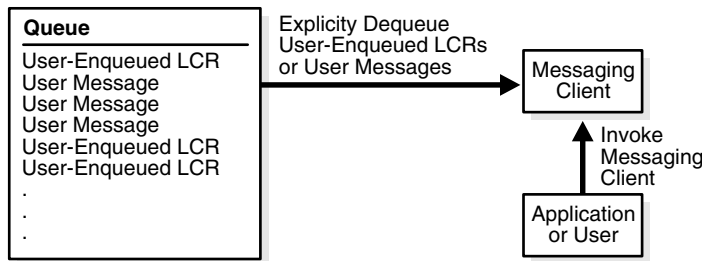 Queue
User-Enqueued LCR
User Message
User Message
User Message
User-Enqueued LCR
User-Enqueued LCR
.
.
.
Explicity Dequeue
User-Enqueued LCRs
or User Messages
Messaging
Client
Invoke
Messaging
Client
Application
or User